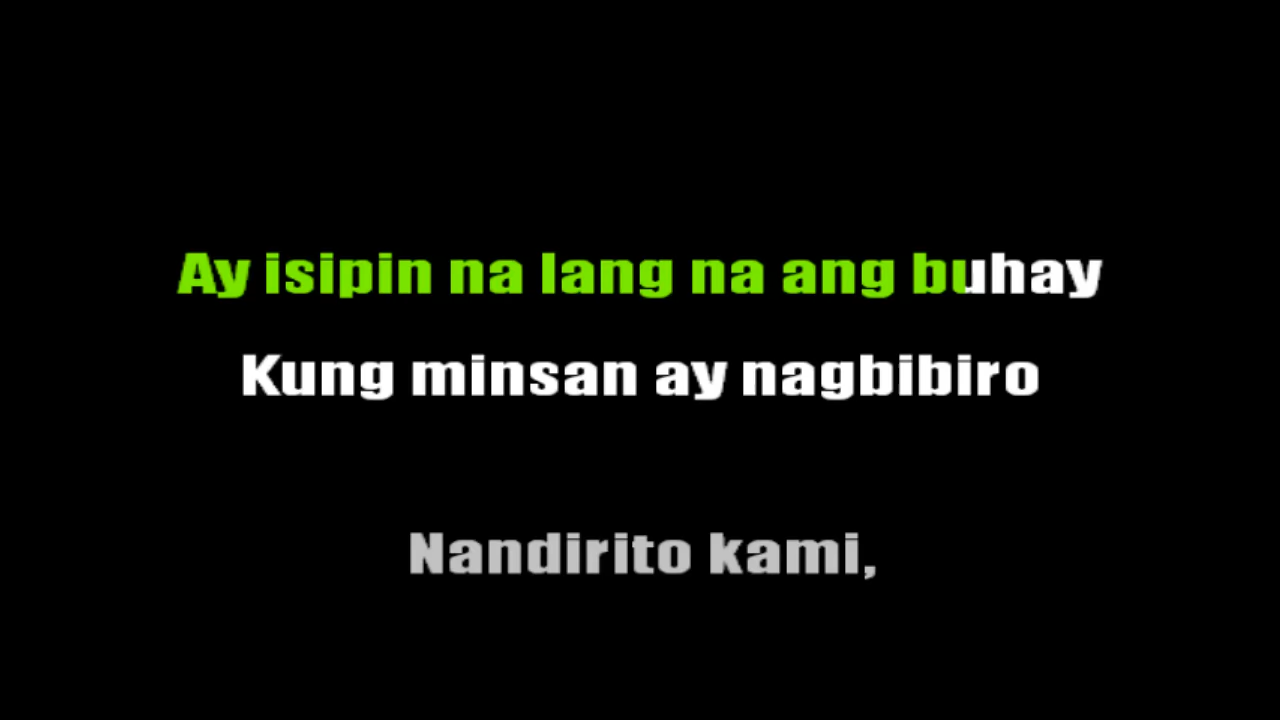 Ay isipin na lang na ang buhay
Kung minsan ay nagbibiro
Nandirito kami,